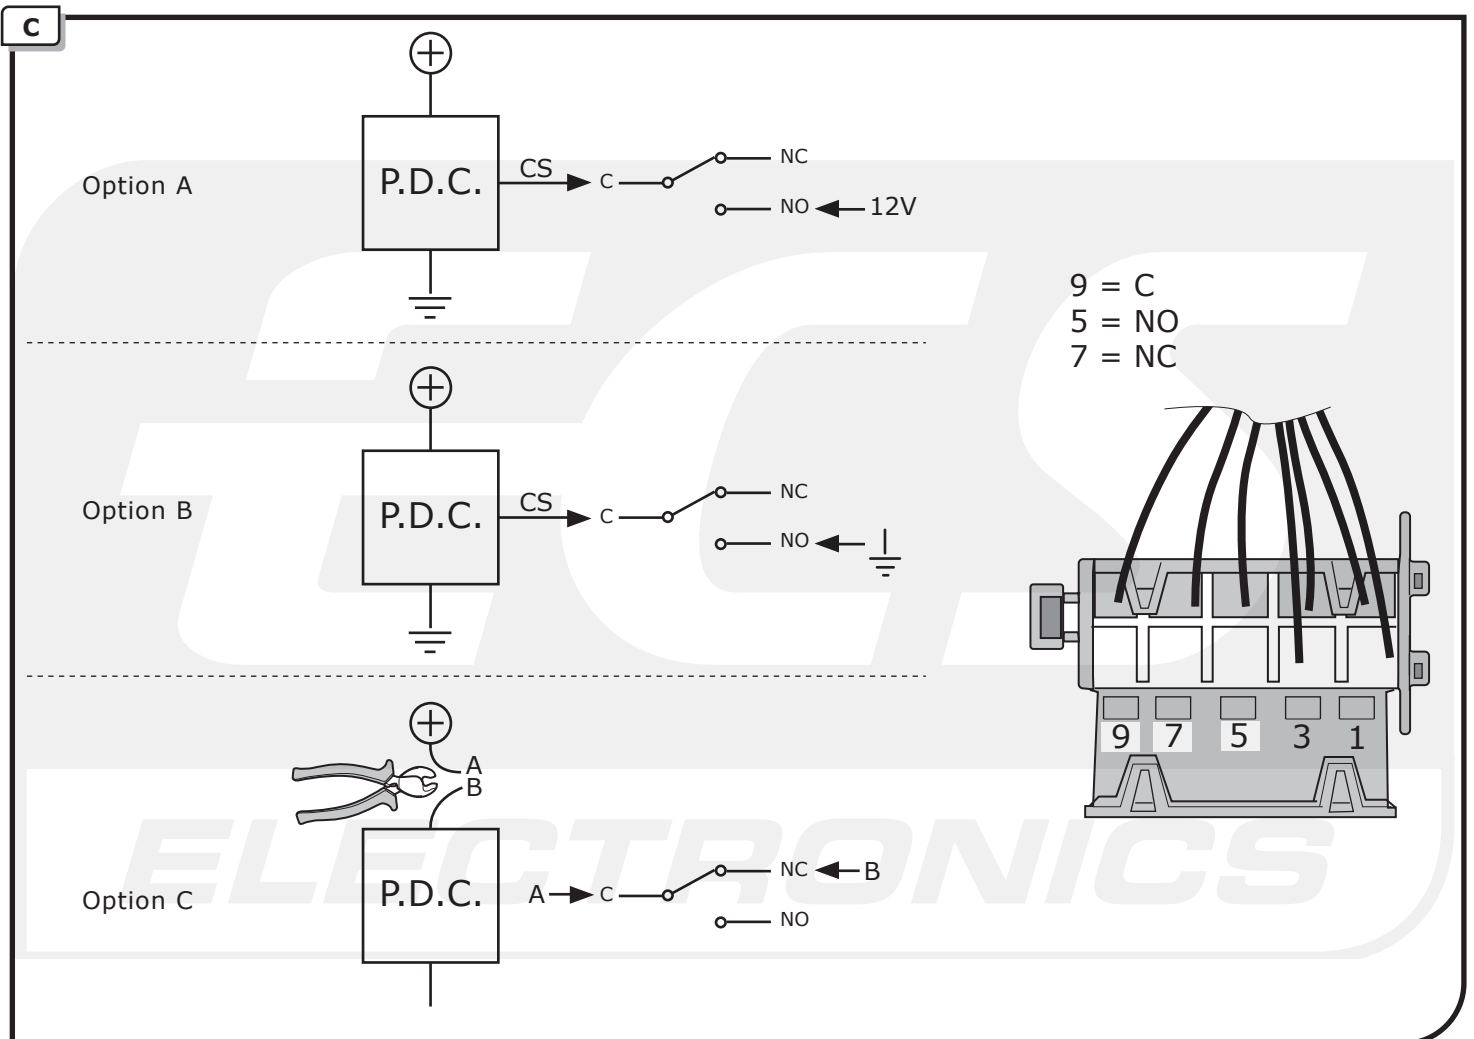 C
Option A
P.D.C.
CS
C
NC
NO
12V
9 = C
5 = NO
7 = NC
Option B
P.D.C.
CS
C
NC
NO
A
B
Option C
P.D.C.
A
C
NC
B
NO
9 7 5 3 1
ECS
ELECTRONICS